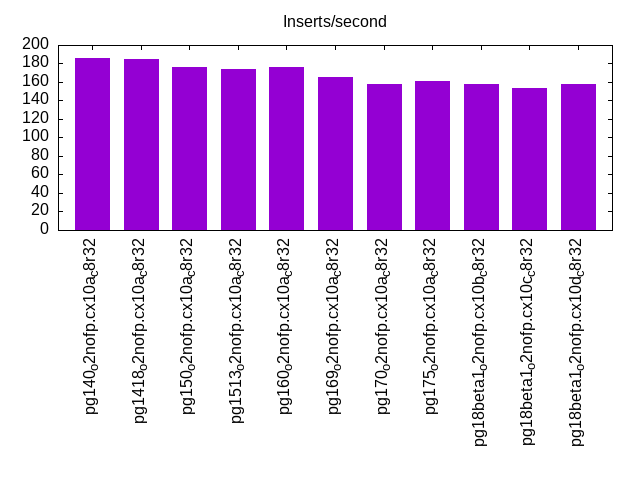 Inserts/second
200
180
160
140
120
100
80
60
40
20
0
pg140o2nofp.cx10ac8r32
pg1418o2nofp.cx10ac8r32
pg150o2nofp.cx10ac8r32
pg1513o2nofp.cx10ac8r32
pg160o2nofp.cx10ac8r32
pg169o2nofp.cx10ac8r32
pg170o2nofp.cx10ac8r32
pg175o2nofp.cx10ac8r32
pg18beta1o2nofp.cx10bc8r32
pg18beta1o2nofp.cx10cc8r32
pg18beta1o2nofp.cx10dc8r32